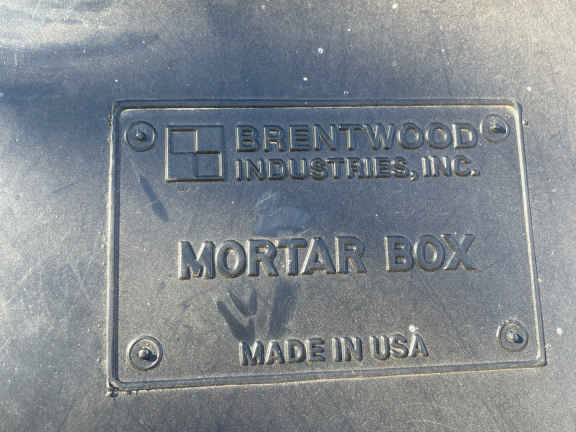 BRENTWOOD
INDUSTRIES, INC.
MORTAR BOX
MADE IN USA